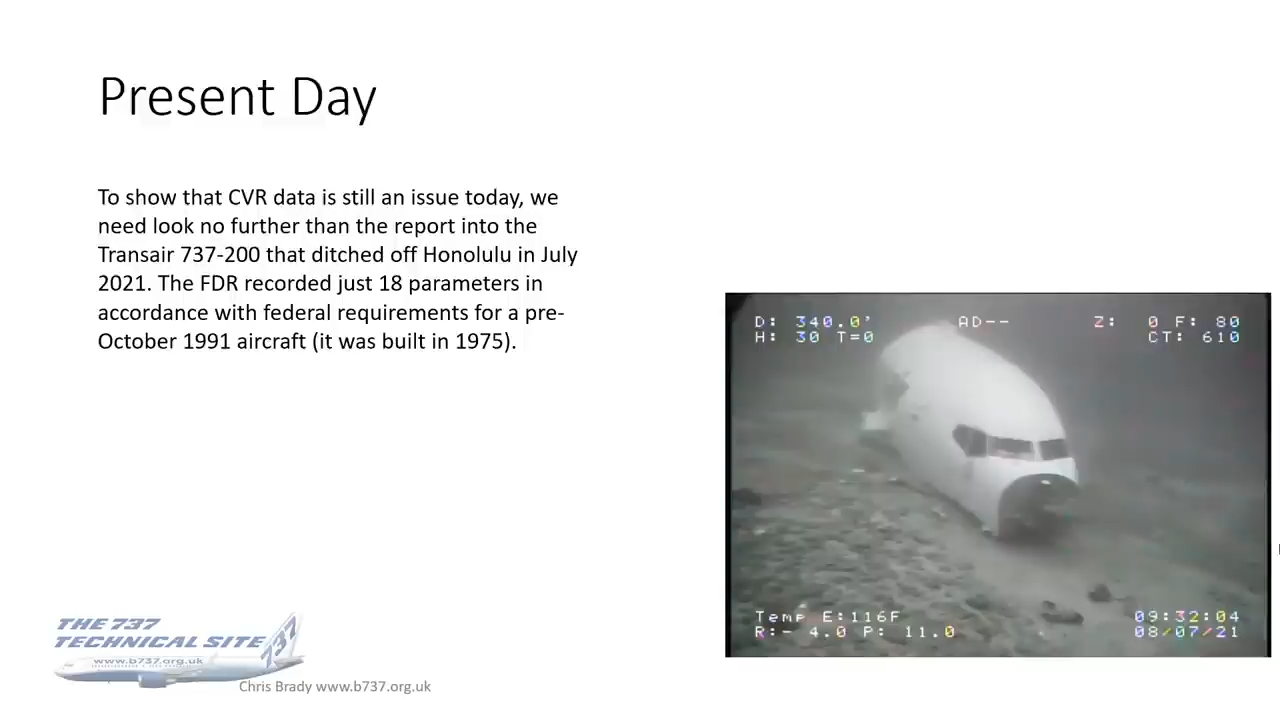 Present Day
To show that CVR data is still an issue today, we
need look no further than the report into the
Transair 737-200 that ditched off Honolulu in July
2021. The FDR recorded just 18 parameters in
accordance with federal requirements for a pre-
October 1991 aircraft (it was built in 1975).
D: 340.0' AD-- Z: 0 F: 80
H: 30 T=0 CT: 610
Temp E:116F 09:32:04
R:- 4.0 P: 11.0 08/07/21
THE 737
TECHNICAL SITE
737
www.b737.org.uk
Chris Brady www.b737.org.uk